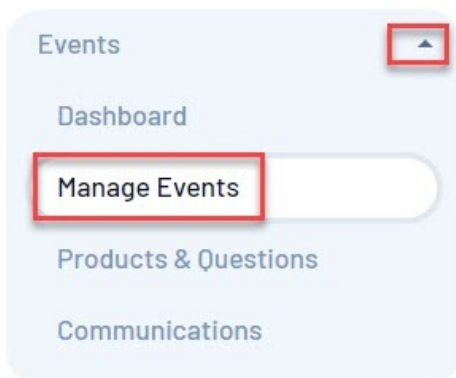 Events
Dashboard
Manage Events
Products & Questions
Communications